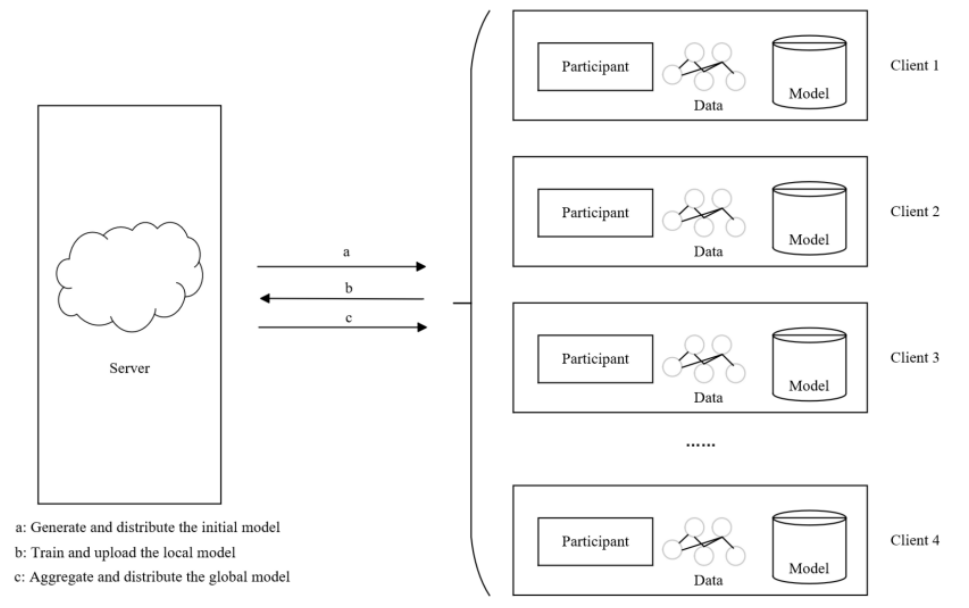 Participant
Data
Model
Client 1
Participant
Data
Model
Client 2
a
b
c
Server
Participant
Data
Model
Client 3
......
Participant
Data
Model
Client 4
a: Generate and distribute the initial model
b: Train and upload the local model
c: Aggregate and distribute the global model